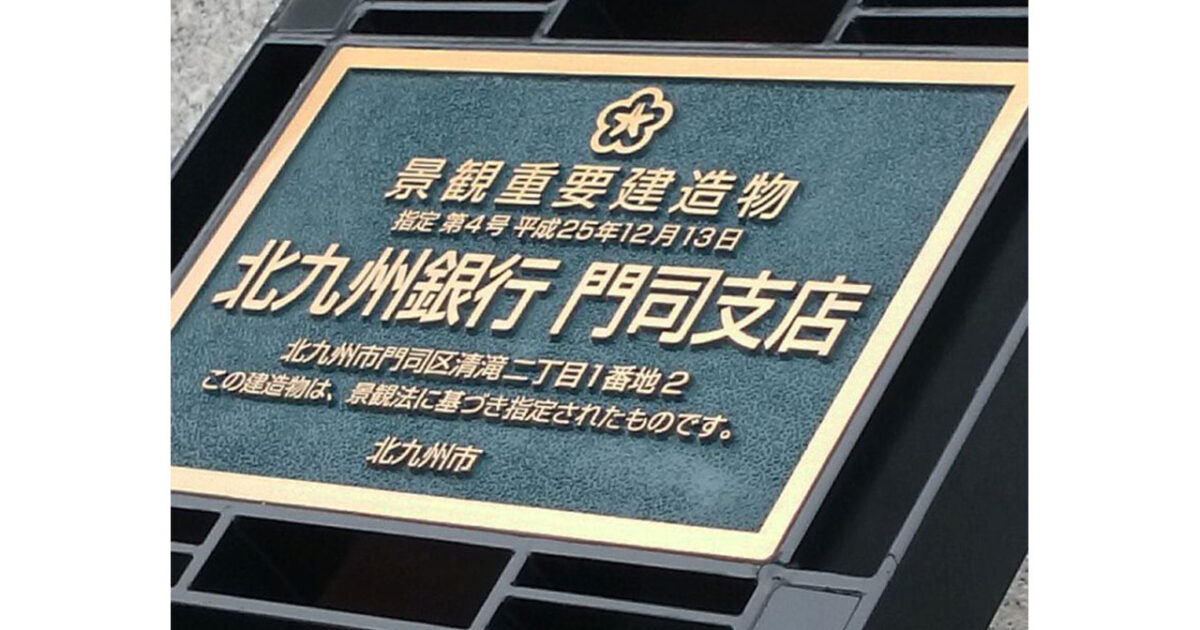 景観重要建造物
指定 第4号 平成25年12月13日
北九州銀行 門司支店
北九州市門司区清滝二丁目1番地2
この建造物は、景観法に基づき指定されたものです。
北九州市